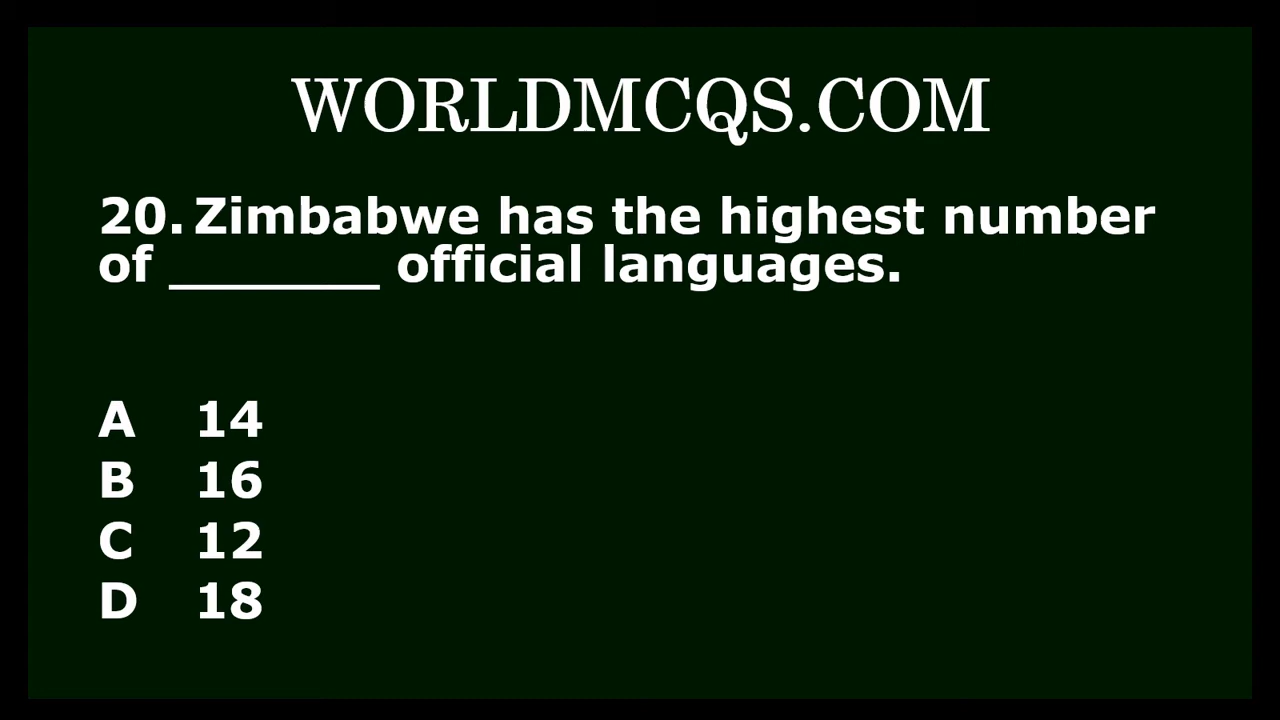 WORLDMCQS.COM
20. Zimbabwe has the highest number
of _______ official languages.
A 14
B 16
C 12
D 18